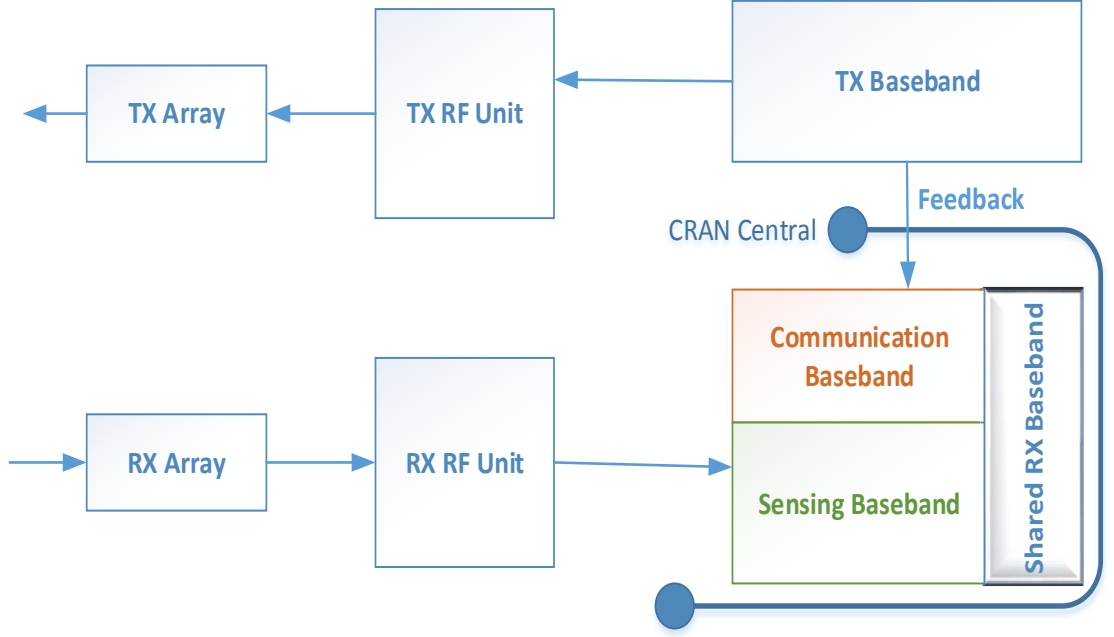 TX Array
TX RF Unit
TX Baseband
Feedback
CRAN Central
Communication
Baseband
Shared RX Baseband
RX Array
RX RF Unit
Sensing Baseband